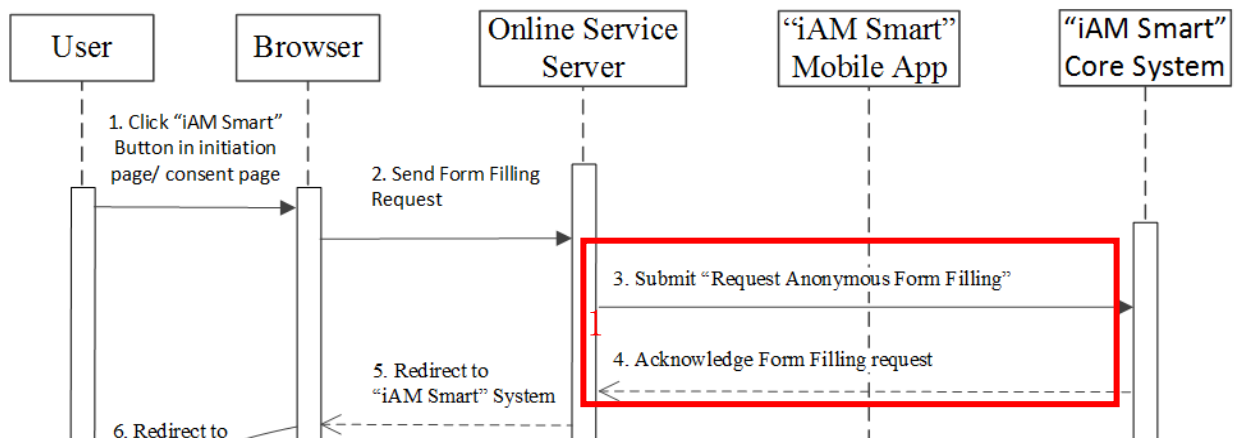 User
Browser
Online Service
Server
“iAM Smart”
Mobile App
“iAM Smart”
Core System
1. Click “iAM Smart”
Button in initiation
page/ consent page
2. Send Form Filling
Request
3. Submit “Request Anonymous Form Filling”
1
4. Acknowledge Form Filling request
5. Redirect to
“iAM Smart” System
6. Redirect to